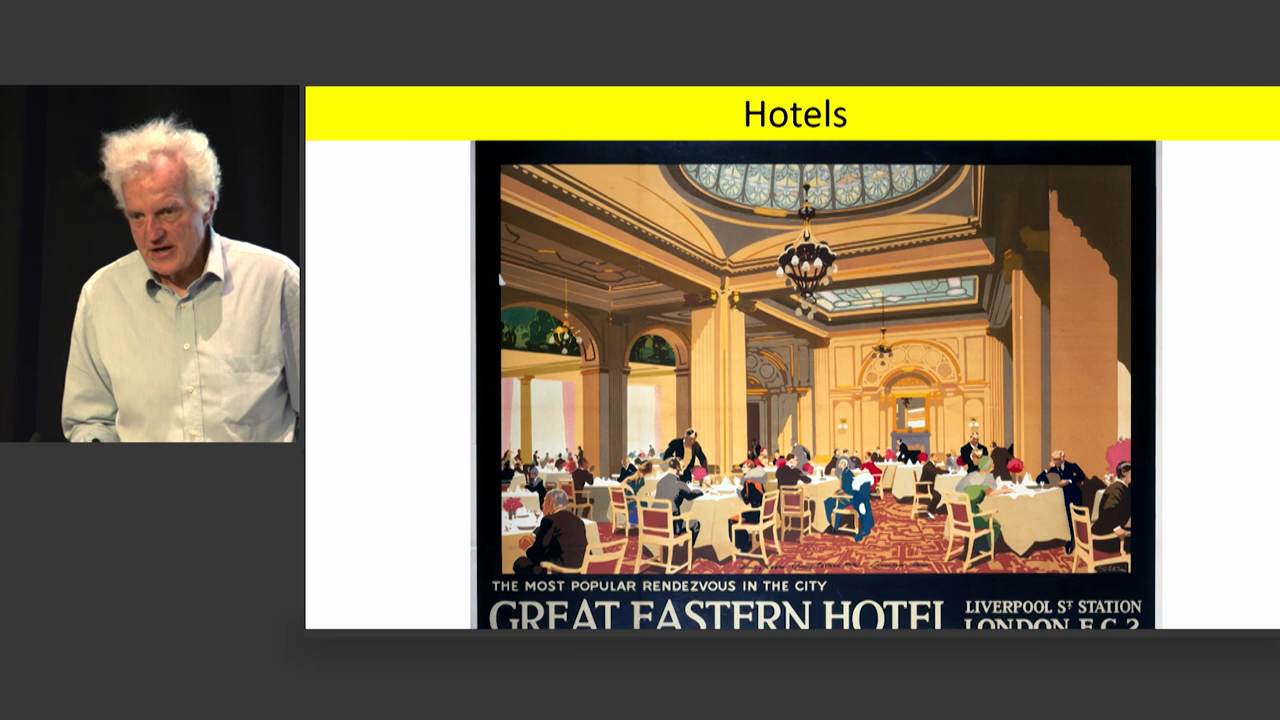 Hotels
THE MOST POPULAR RENDEZVOUS IN THE CITY
GREAT EASTERN HOTEL
LIVERPOOL ST STATION
LONDON E.C.2